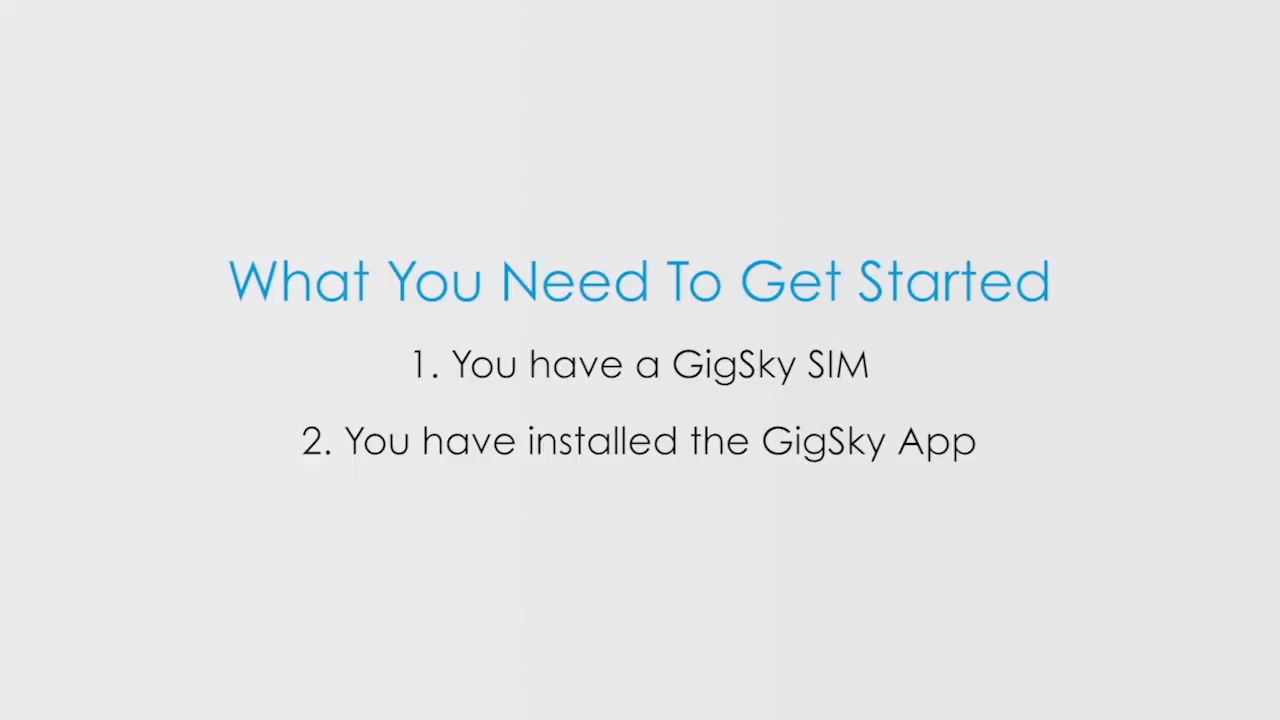 What You Need To Get Started
1. You have a GigSky SIM
2. You have installed the GigSky App